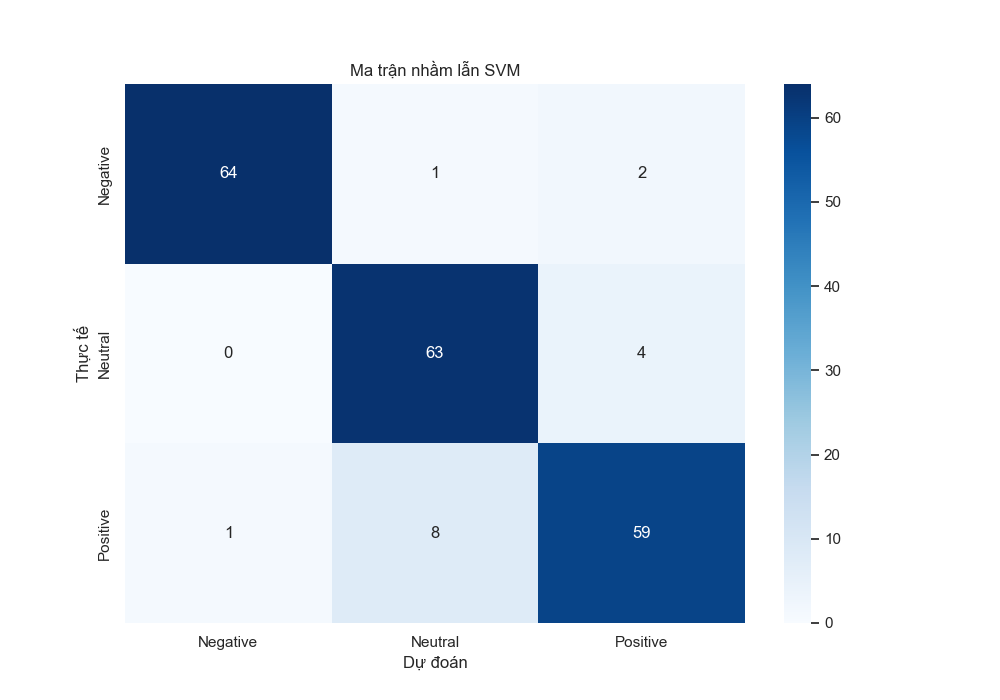 Ma trận nhầm lẫn SVM
Thực tế
Negative
64
1
2
Neutral
0
63
4
Positive
1
8
59
Negative
Neutral
Positive
Dự đoán
60
50
40
30
20
10
0